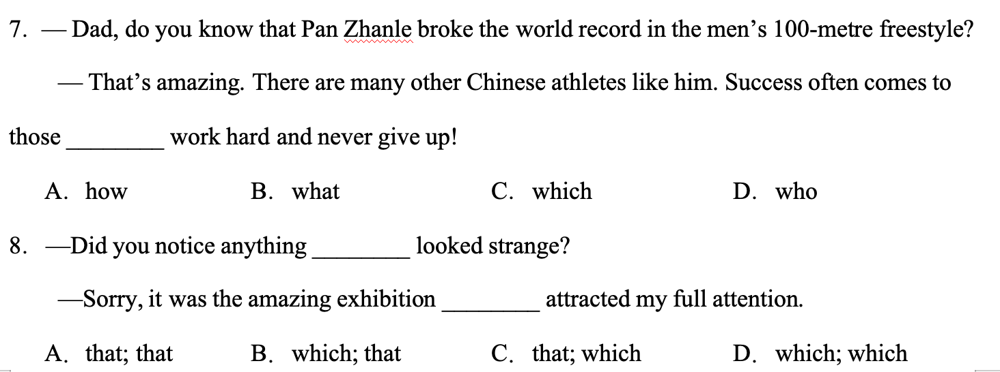 7. — Dad, do you know that Pan Zhanle broke the world record in the men’s 100-metre freestyle?
— That’s amazing. There are many other Chinese athletes like him. Success often comes to
those ________ work hard and never give up!
A. how B. what C. which D. who
8. —Did you notice anything ________ looked strange?
—Sorry, it was the amazing exhibition ________ attracted my full attention.
A. that; that B. which; that C. that; which D. which; which